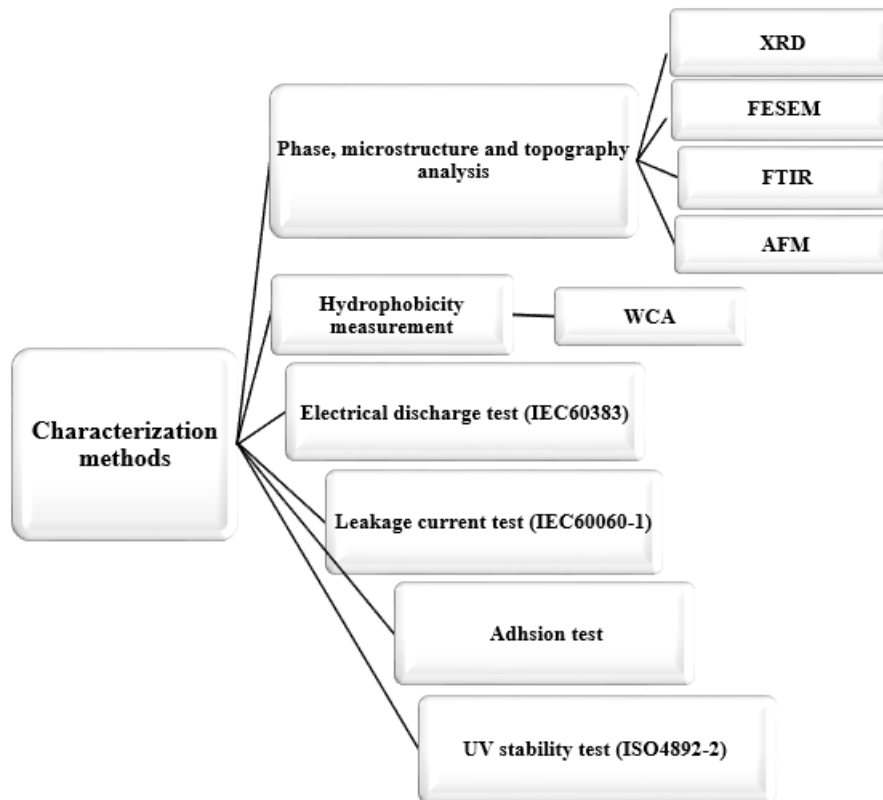 XRD
FESEM
Phase, microstructure and topography
analysis
FTIR
AFM
Hydrophobicity
measurement
WCA
Characterization
methods
Electrical discharge test (IEC60383)
Leakage current test (IEC60060-1)
Adhsion test
UV stability test (ISO4892-2)